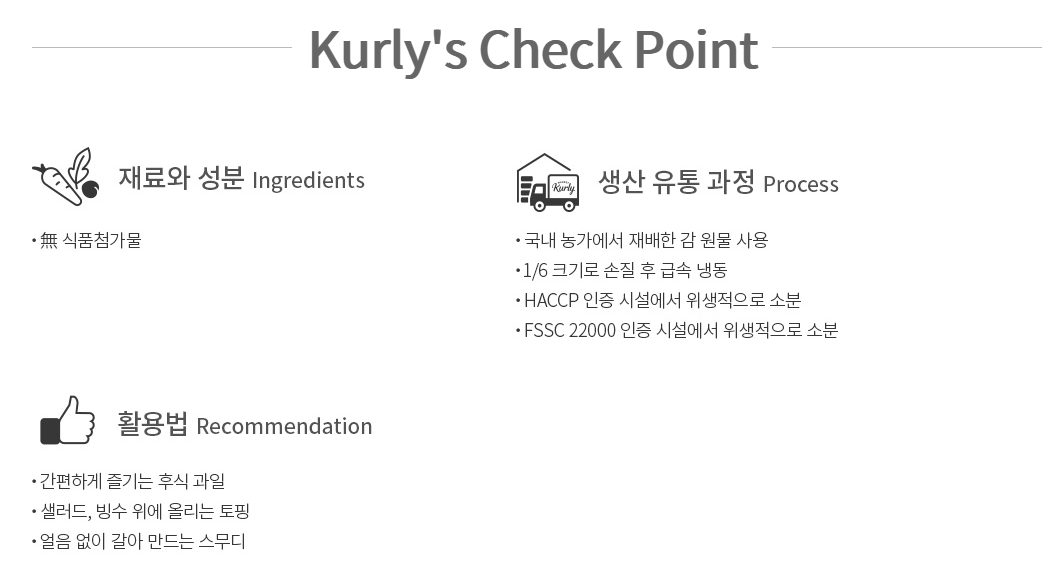 Kurly's Check Point
재료와 성분 Ingredients
• 無 식품첨가물
생산 유통 과정 Process
Kurly
• 국내 농가에서 재배한 감 원물 사용
• 1/6 크기로 손질 후 급속 냉동
• HACCP 인증 시설에서 위생적으로 소분
• FSSC 22000 인증 시설에서 위생적으로 소분
활용법 Recommendation
• 간편하게 즐기는 후식 과일
• 샐러드, 빙수 위에 올리는 토핑
• 얼음 없이 갈아 만드는 스무디